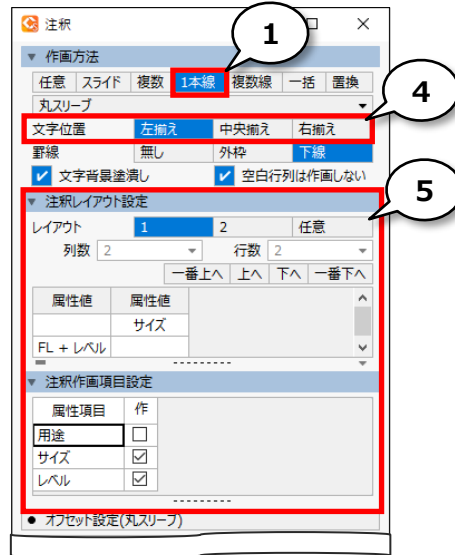 注釈
1
作画方法
任意 スライド 複数 1本線 複数線 一括 置換
丸スリーブ
4
文字位置 左揃え 中央揃え 右揃え
罫線 無し 外枠 下線
文字背景塗潰し 空白行列は作画しない
5
注釈レイアウト設定
レイアウト 1 2 任意
列数 2 行数 2
一番上へ 上へ 下へ 一番下へ
属性値 属性値
サイズ
FL + レベル
注釈作画項目設定
属性項目 作
用途
サイズ
レベル
オフセット設定(丸スリーブ)